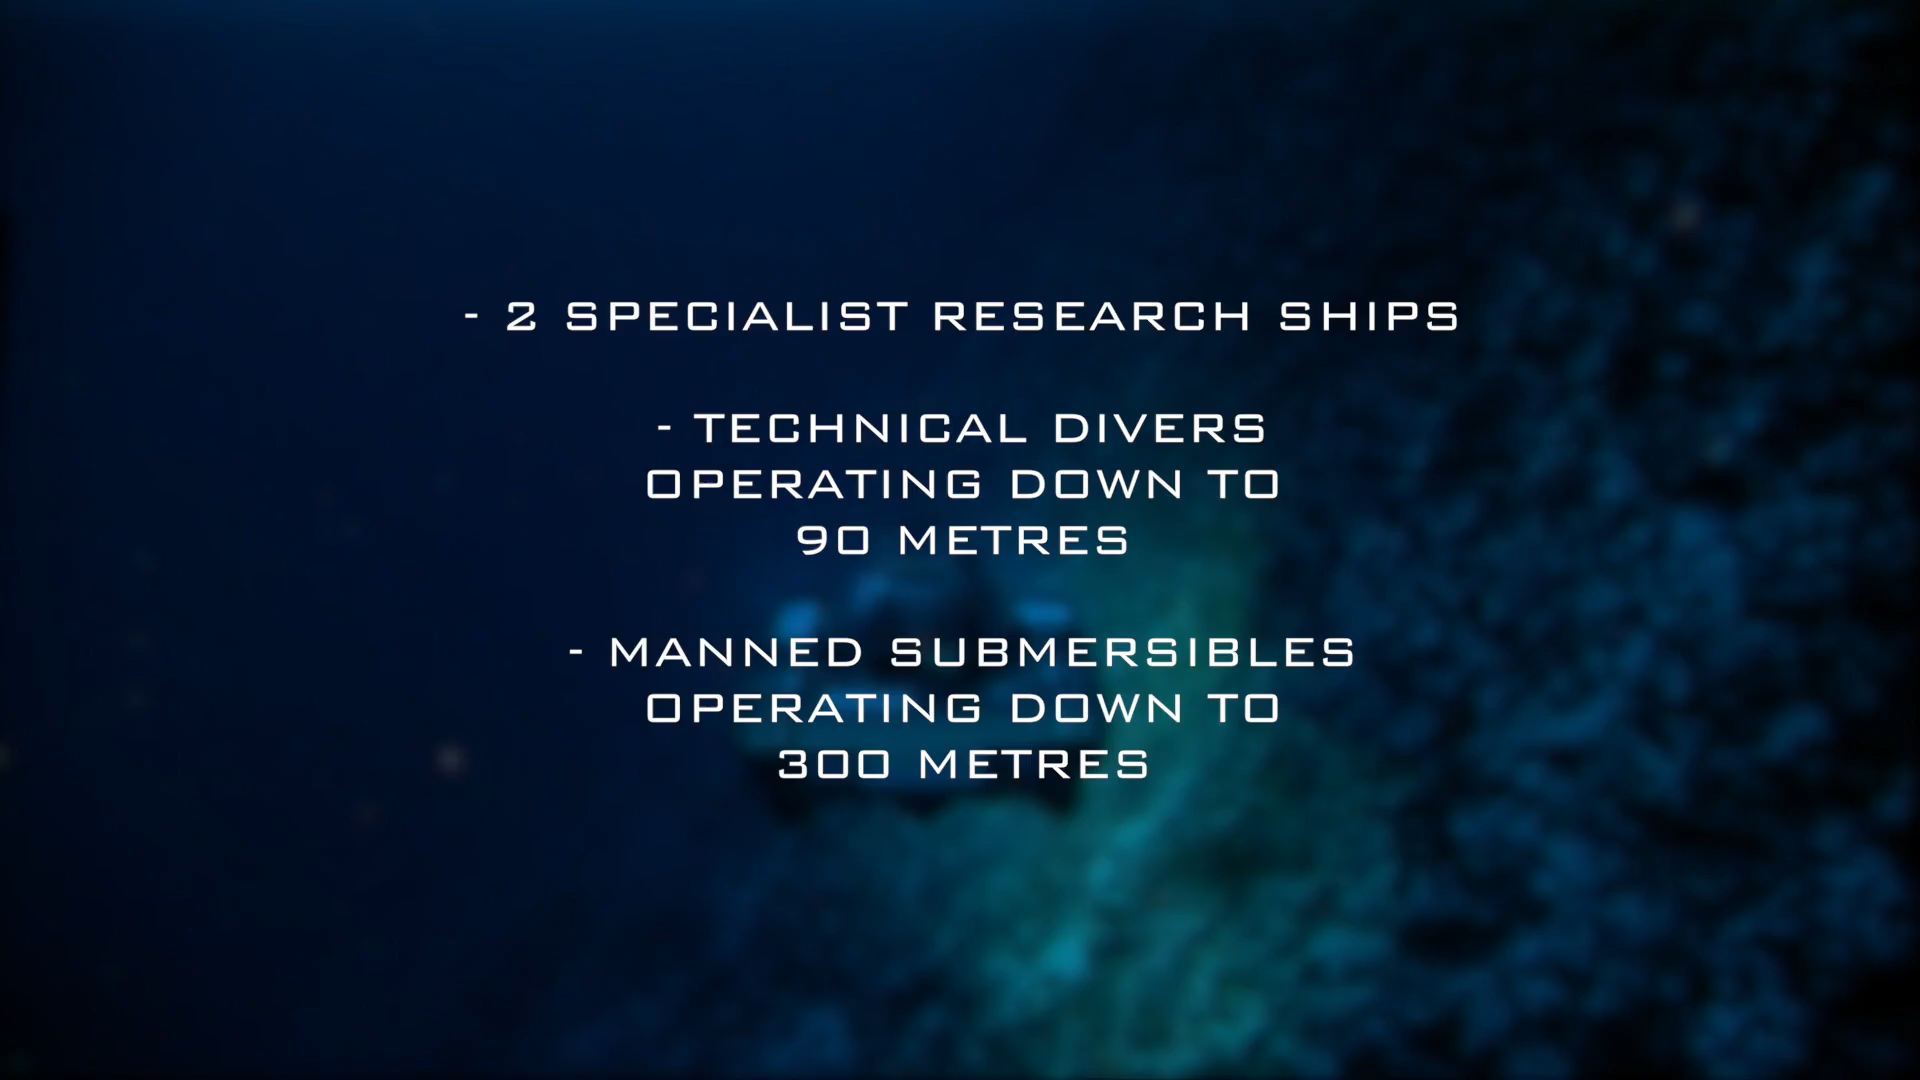 - 2 SPECIALIST RESEARCH SHIPS
- TECHNICAL DIVERS
OPERATING DOWN TO
90 METRES
- MANNED SUBMERSIBLES
OPERATING DOWN TO
300 METRES